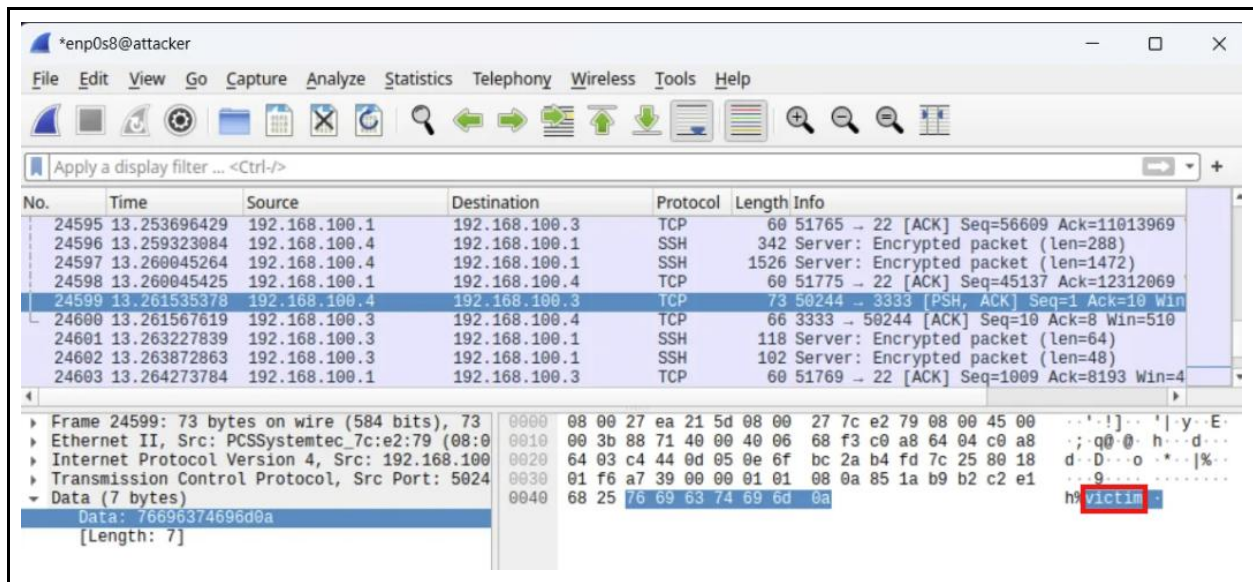 *enp0s8@attacker
File Edit View Go Capture Analyze Statistics Telephony Wireless Tools Help
Apply a display filter ... <Ctrl-/>
No. Time Source Destination Protocol Length Info
24595 13.253696429 192.168.100.1 192.168.100.3 TCP 60 51765 → 22 [ACK] Seq=56609 Ack=11013969
24596 13.259323084 192.168.100.4 192.168.100.1 SSH 342 Server: Encrypted packet (len=288)
24597 13.260045264 192.168.100.4 192.168.100.1 SSH 1526 Server: Encrypted packet (len=1472)
24598 13.260045425 192.168.100.1 192.168.100.4 TCP 60 51775 → 22 [ACK] Seq=45137 Ack=12312069
24599 13.261535378 192.168.100.4 192.168.100.3 TCP 73 50244 → 3333 [PSH, ACK] Seq=1 Ack=10 Win
24600 13.261567619 192.168.100.3 192.168.100.4 TCP 66 3333 → 50244 [ACK] Seq=10 Ack=8 Win=510
24601 13.263227839 192.168.100.3 192.168.100.1 SSH 118 Server: Encrypted packet (len=64)
24602 13.263872863 192.168.100.3 192.168.100.1 SSH 102 Server: Encrypted packet (len=48)
24603 13.264273784 192.168.100.1 192.168.100.3 TCP 60 51769 → 22 [ACK] Seq=1009 Ack=8193 Win=4
Frame 24599: 73 bytes on wire (584 bits), 73
Ethernet II, Src: PCSSystemtec_7c:e2:79 (08:0
Internet Protocol Version 4, Src: 192.168.100
Transmission Control Protocol, Src Port: 5024
Data (7 bytes)
Data: 76696374696d0a
[Length: 7]
0000 08 00 27 ea 21 5d 08 00 27 7c e2 79 08 00 45 00 ··'·!]·· '|·y··E·
0010 00 3b 88 71 40 00 40 06 68 f3 c0 a8 64 04 c0 a8 ·;·q@·@· h···d···
0020 64 03 c4 44 0d 05 0e 6f bc 2a b4 fd 7c 25 80 18 d··D···o ·*··|%··
0030 01 f6 a7 39 00 00 01 01 08 0a 85 1a b9 b2 c2 e1 ···9···· ········
0040 68 25 76 69 63 74 69 6d 0a h%victim ·